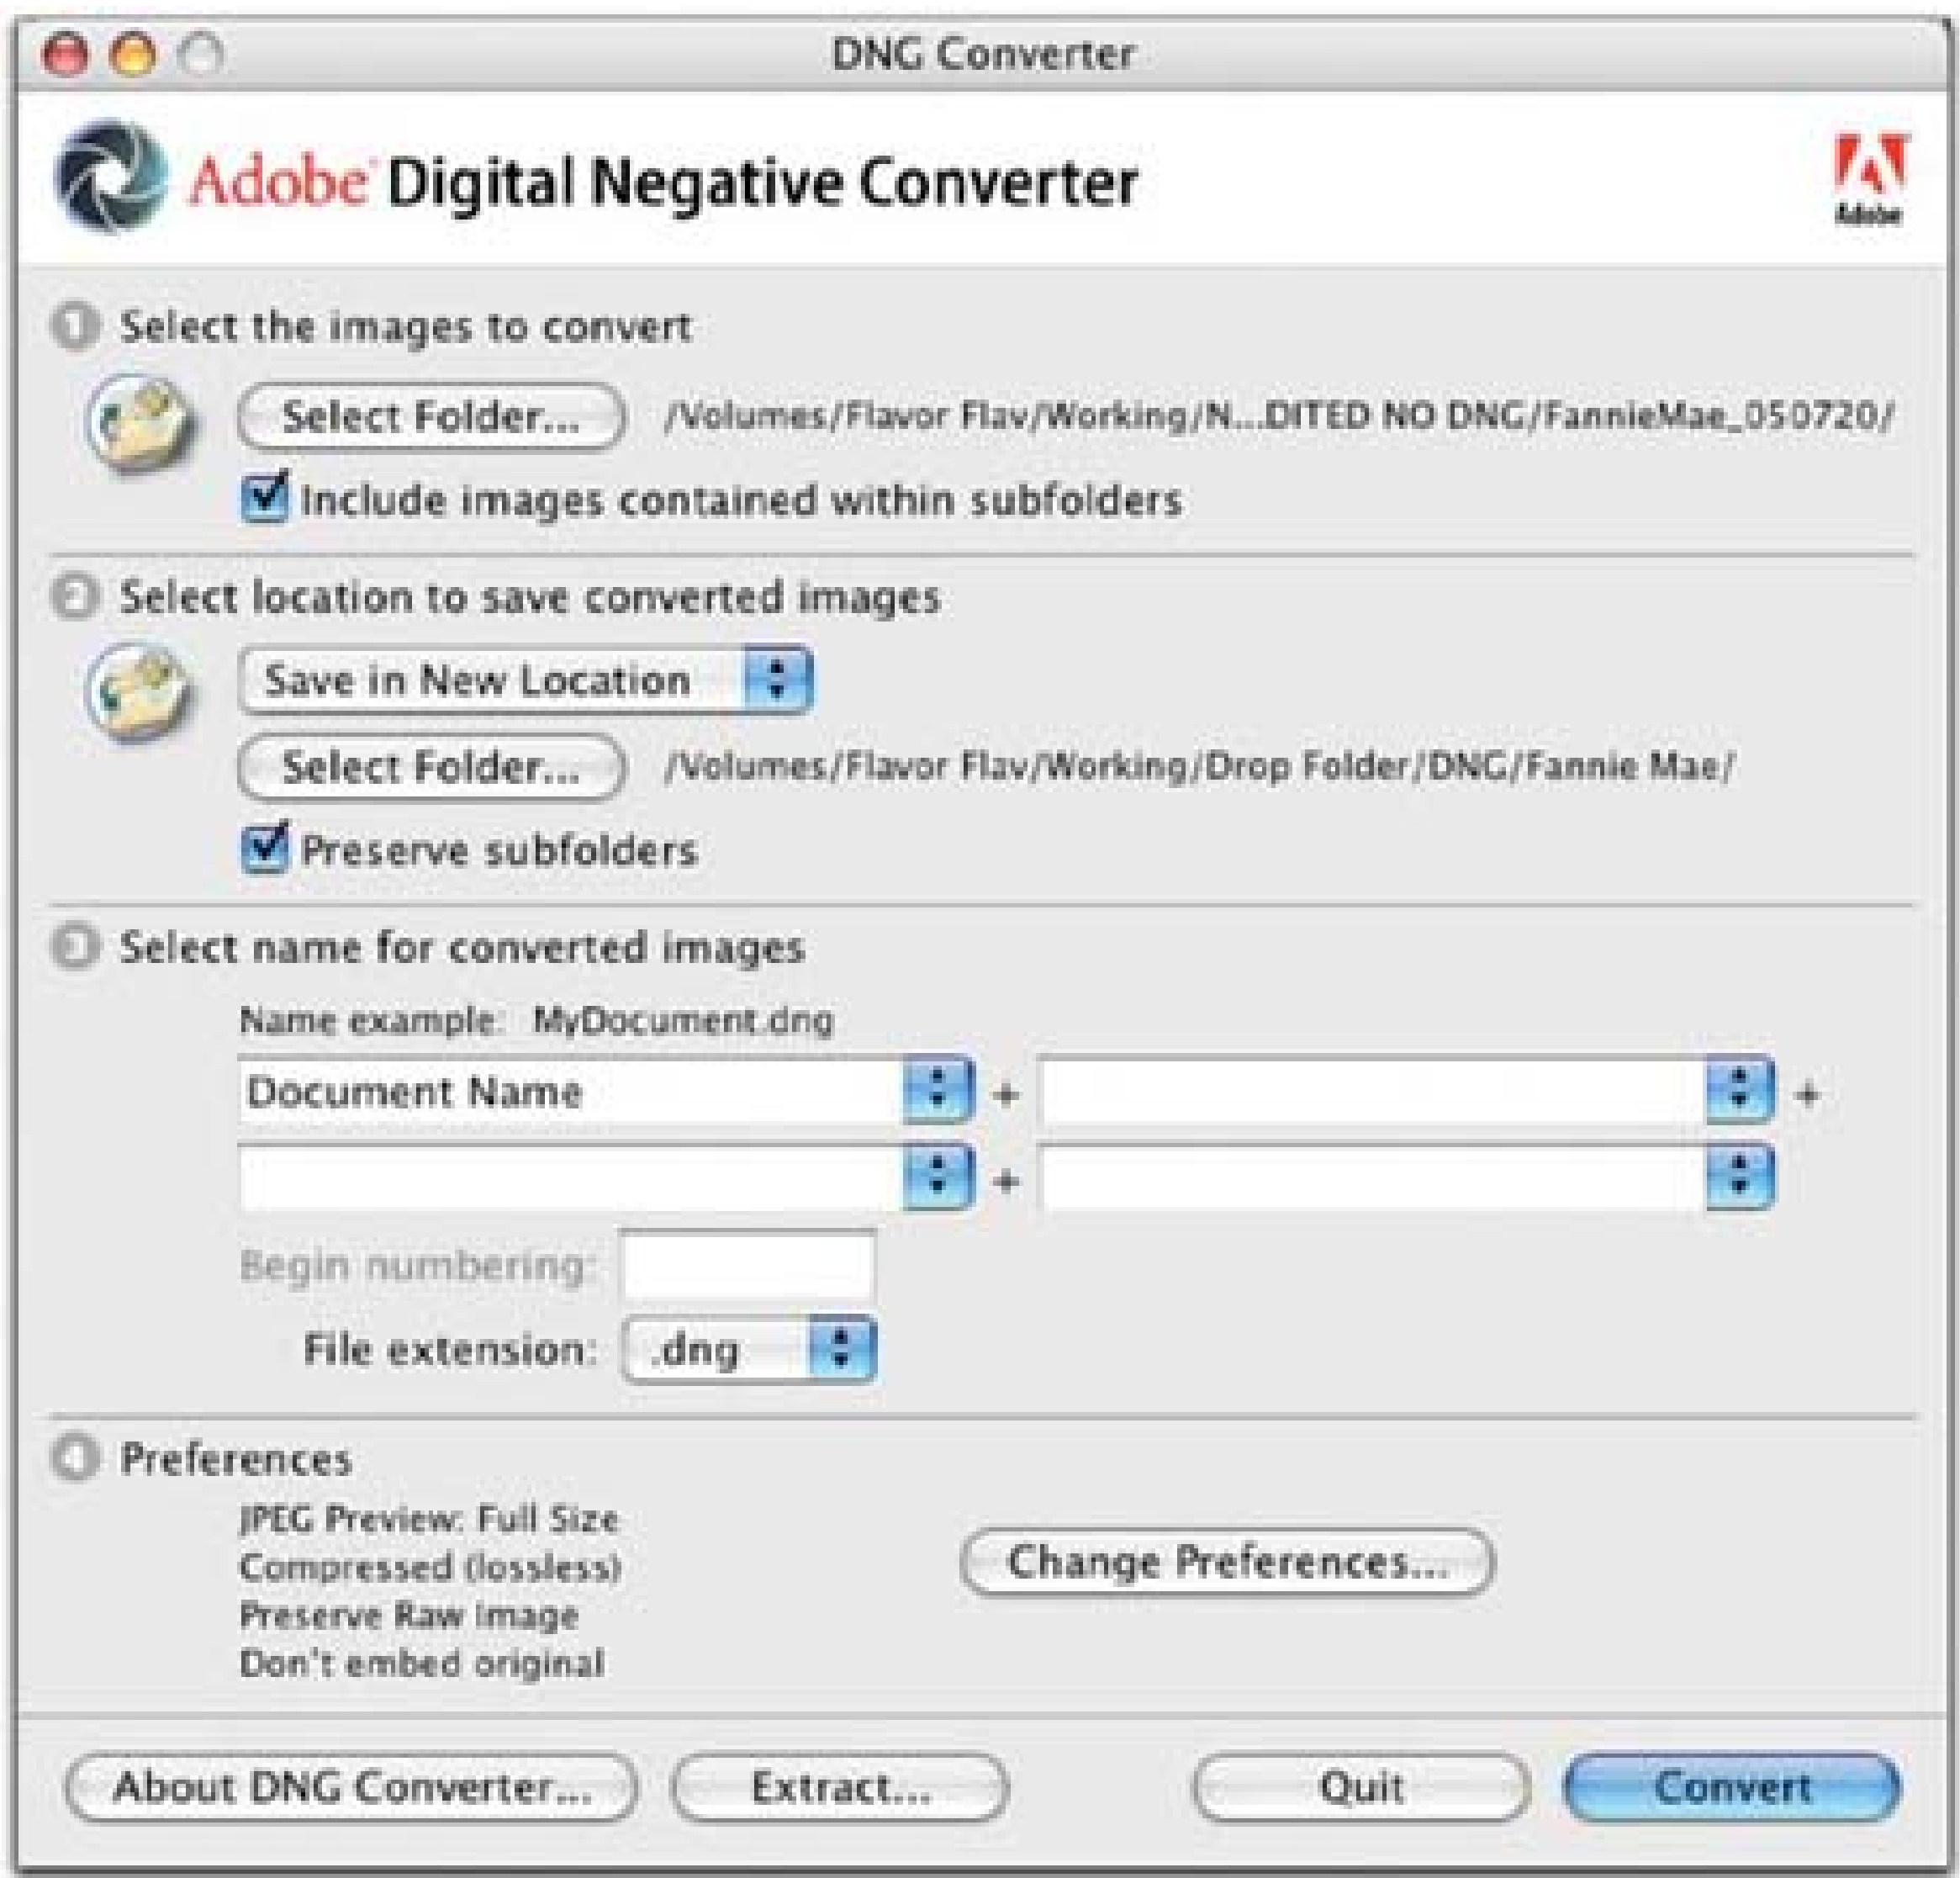 DNG Converter
Adobe Digital Negative Converter
Adobe
1 Select the images to convert
Select Folder... /Volumes/Flavor Flav/Working/N...DITED NO DNG/FannieMae_050720/
Include images contained within subfolders
2 Select location to save converted images
Save in New Location
Select Folder... /Volumes/Flavor Flav/Working/Drop Folder/DNG/Fannie Mae/
Preserve subfolders
3 Select name for converted images
Name example: MyDocument.dng
Document Name + +
+
Begin numbering:
File extension: .dng
4 Preferences
JPEG Preview: Full Size
Compressed (lossless)
Preserve Raw Image
Change Preferences...
Don't embed original
About DNG Converter... Extract... Quit Convert